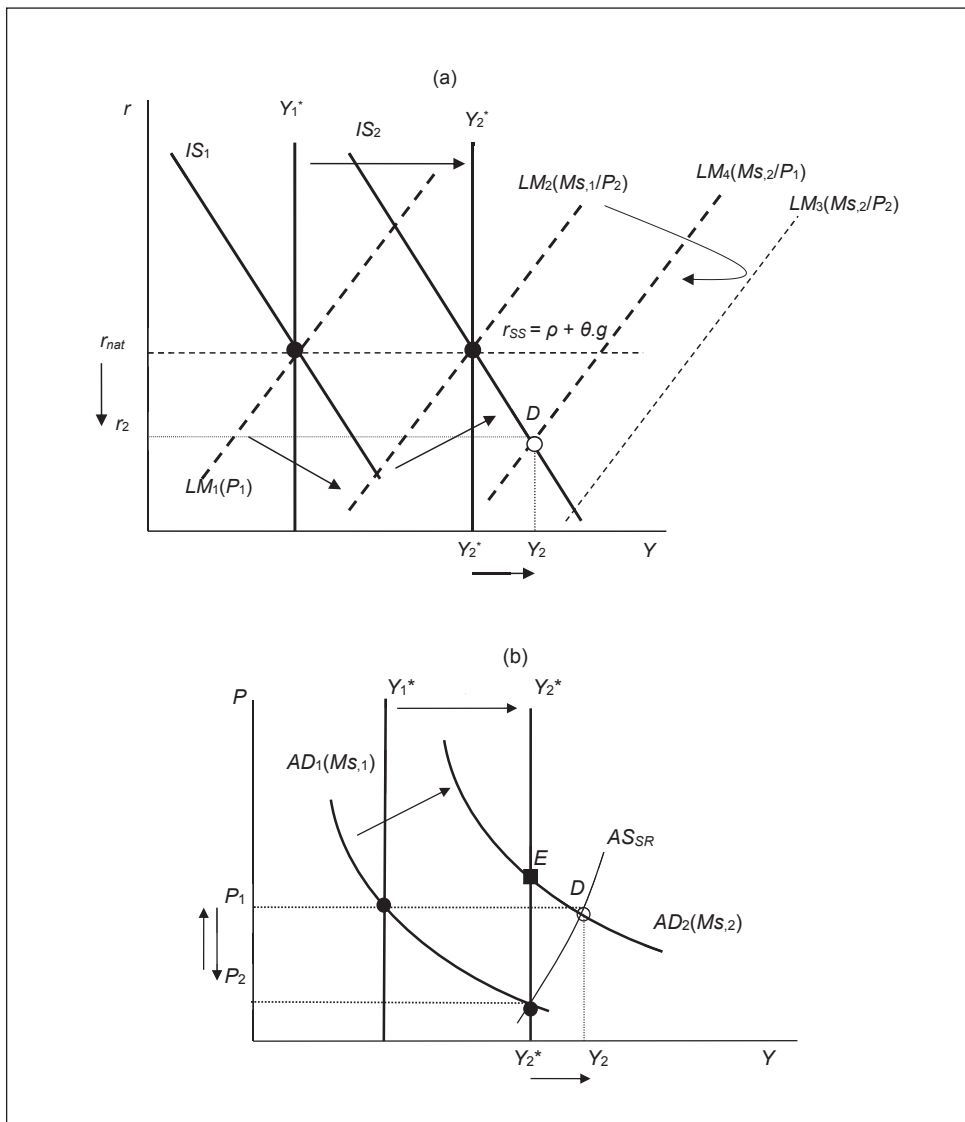 (a)
r
Y1*
Y2*
IS1
IS2
LM2(Ms,1/P2)
LM4(Ms,2/P1)
LM3(Ms,2/P2)
rnat
rSS = ρ + θ.g
r2
D
LM1(P1)
Y2*
Y2
Y
(b)
P
Y1*
Y2*
AD1(Ms,1)
ASSR
E
D
P1
AD2(Ms,2)
P2
Y2*
Y2
Y